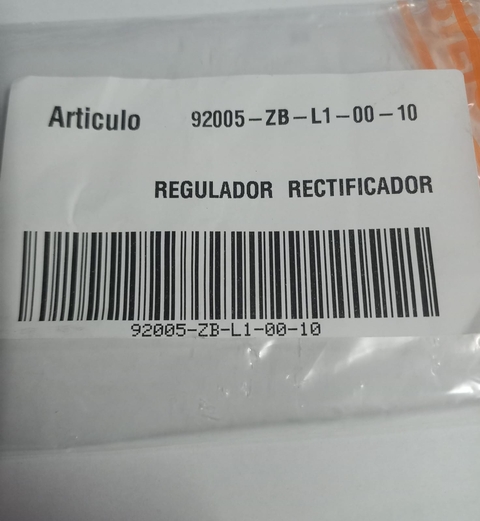 Articulo 92005-ZB-L1-00-10
REGULADOR RECTIFICADOR
92005-ZB-L1-00-10